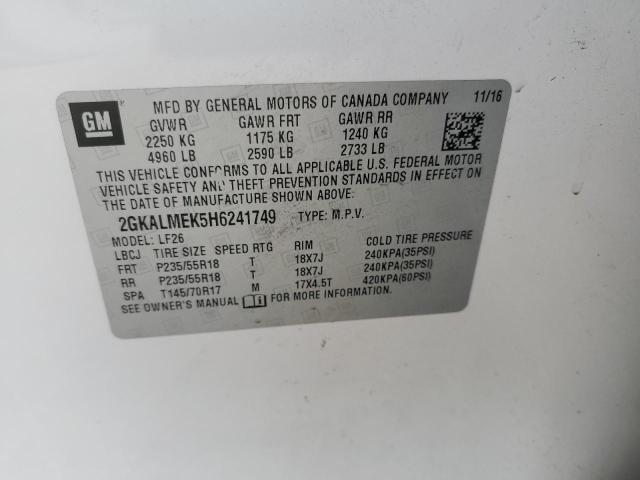 GM
MFD BY GENERAL MOTORS OF CANADA COMPANY 11/16
GVWR GAWR FRT GAWR RR
2250 KG 1175 KG 1240 KG
4960 LB 2590 LB 2733 LB
THIS VEHICLE CONFORMS TO ALL APPLICABLE U.S. FEDERAL MOTOR
VEHICLE SAFETY AND THEFT PREVENTION STANDARDS IN EFFECT ON
THE DATE OF MANUFACTURE SHOWN ABOVE.
2GKALMEK5H6241749 TYPE: M.P.V.
MODEL: LF26
LBCJ TIRE SIZE SPEED RTG RIM COLD TIRE PRESSURE
FRT P235/55R18 T 18X7J 240KPA(35PSI)
RR P235/55R18 T 18X7J 240KPA(35PSI)
SPA T145/70R17 M 17X4.5T 420KPA(60PSI)
SEE OWNER'S MANUAL FOR MORE INFORMATION.